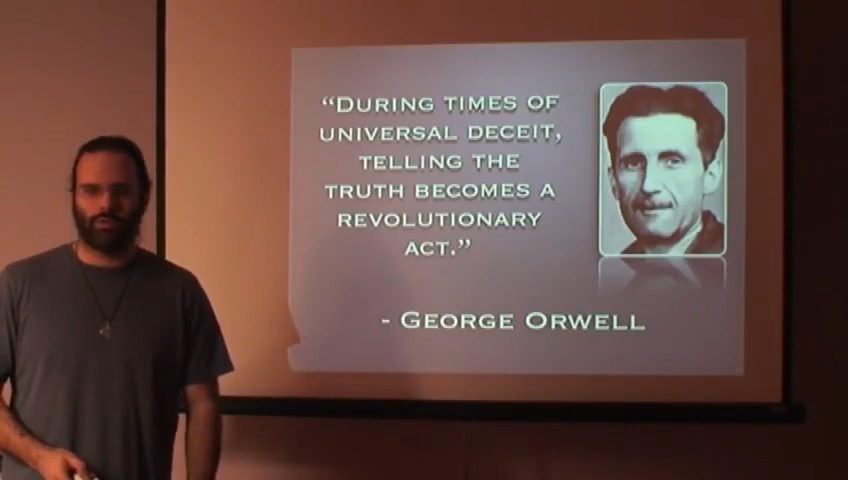 “DURING TIMES OF
UNIVERSAL DECEIT,
TELLING THE
TRUTH BECOMES A
REVOLUTIONARY
ACT.”
- GEORGE ORWELL